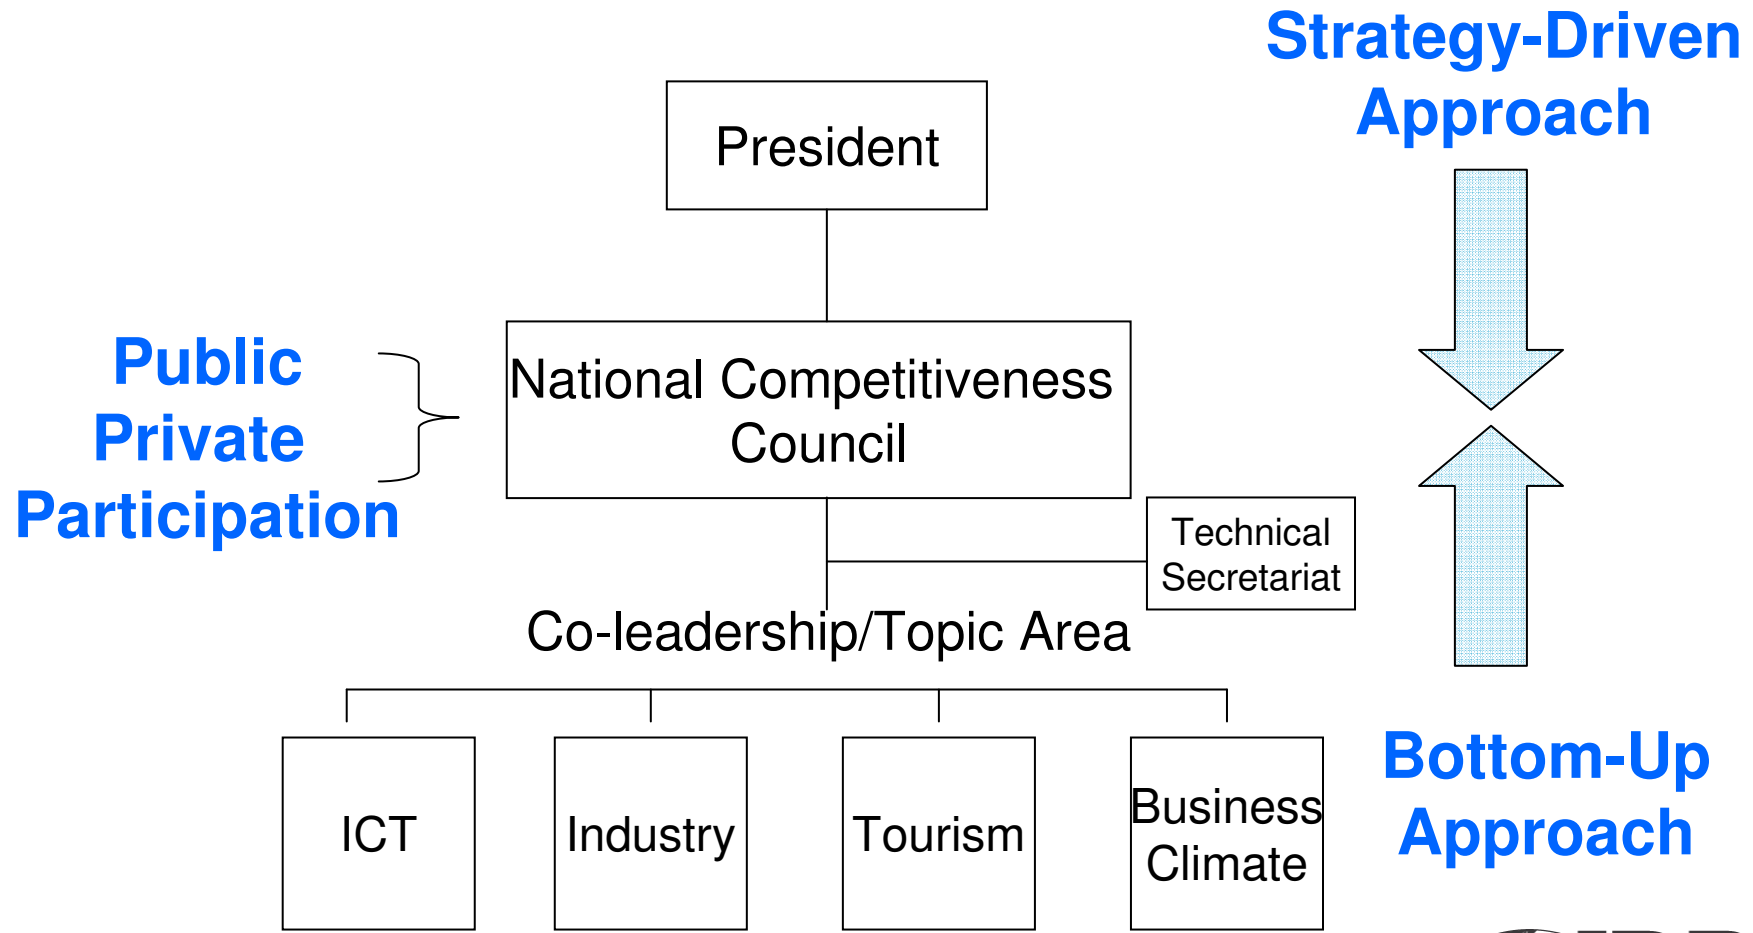 Strategy-Driven
Approach
President
Public
Private
Participation
National Competitiveness
Council
Technical
Secretariat
Co-leadership/Topic Area
ICT
Industry
Tourism
Business
Climate
Bottom-Up
Approach